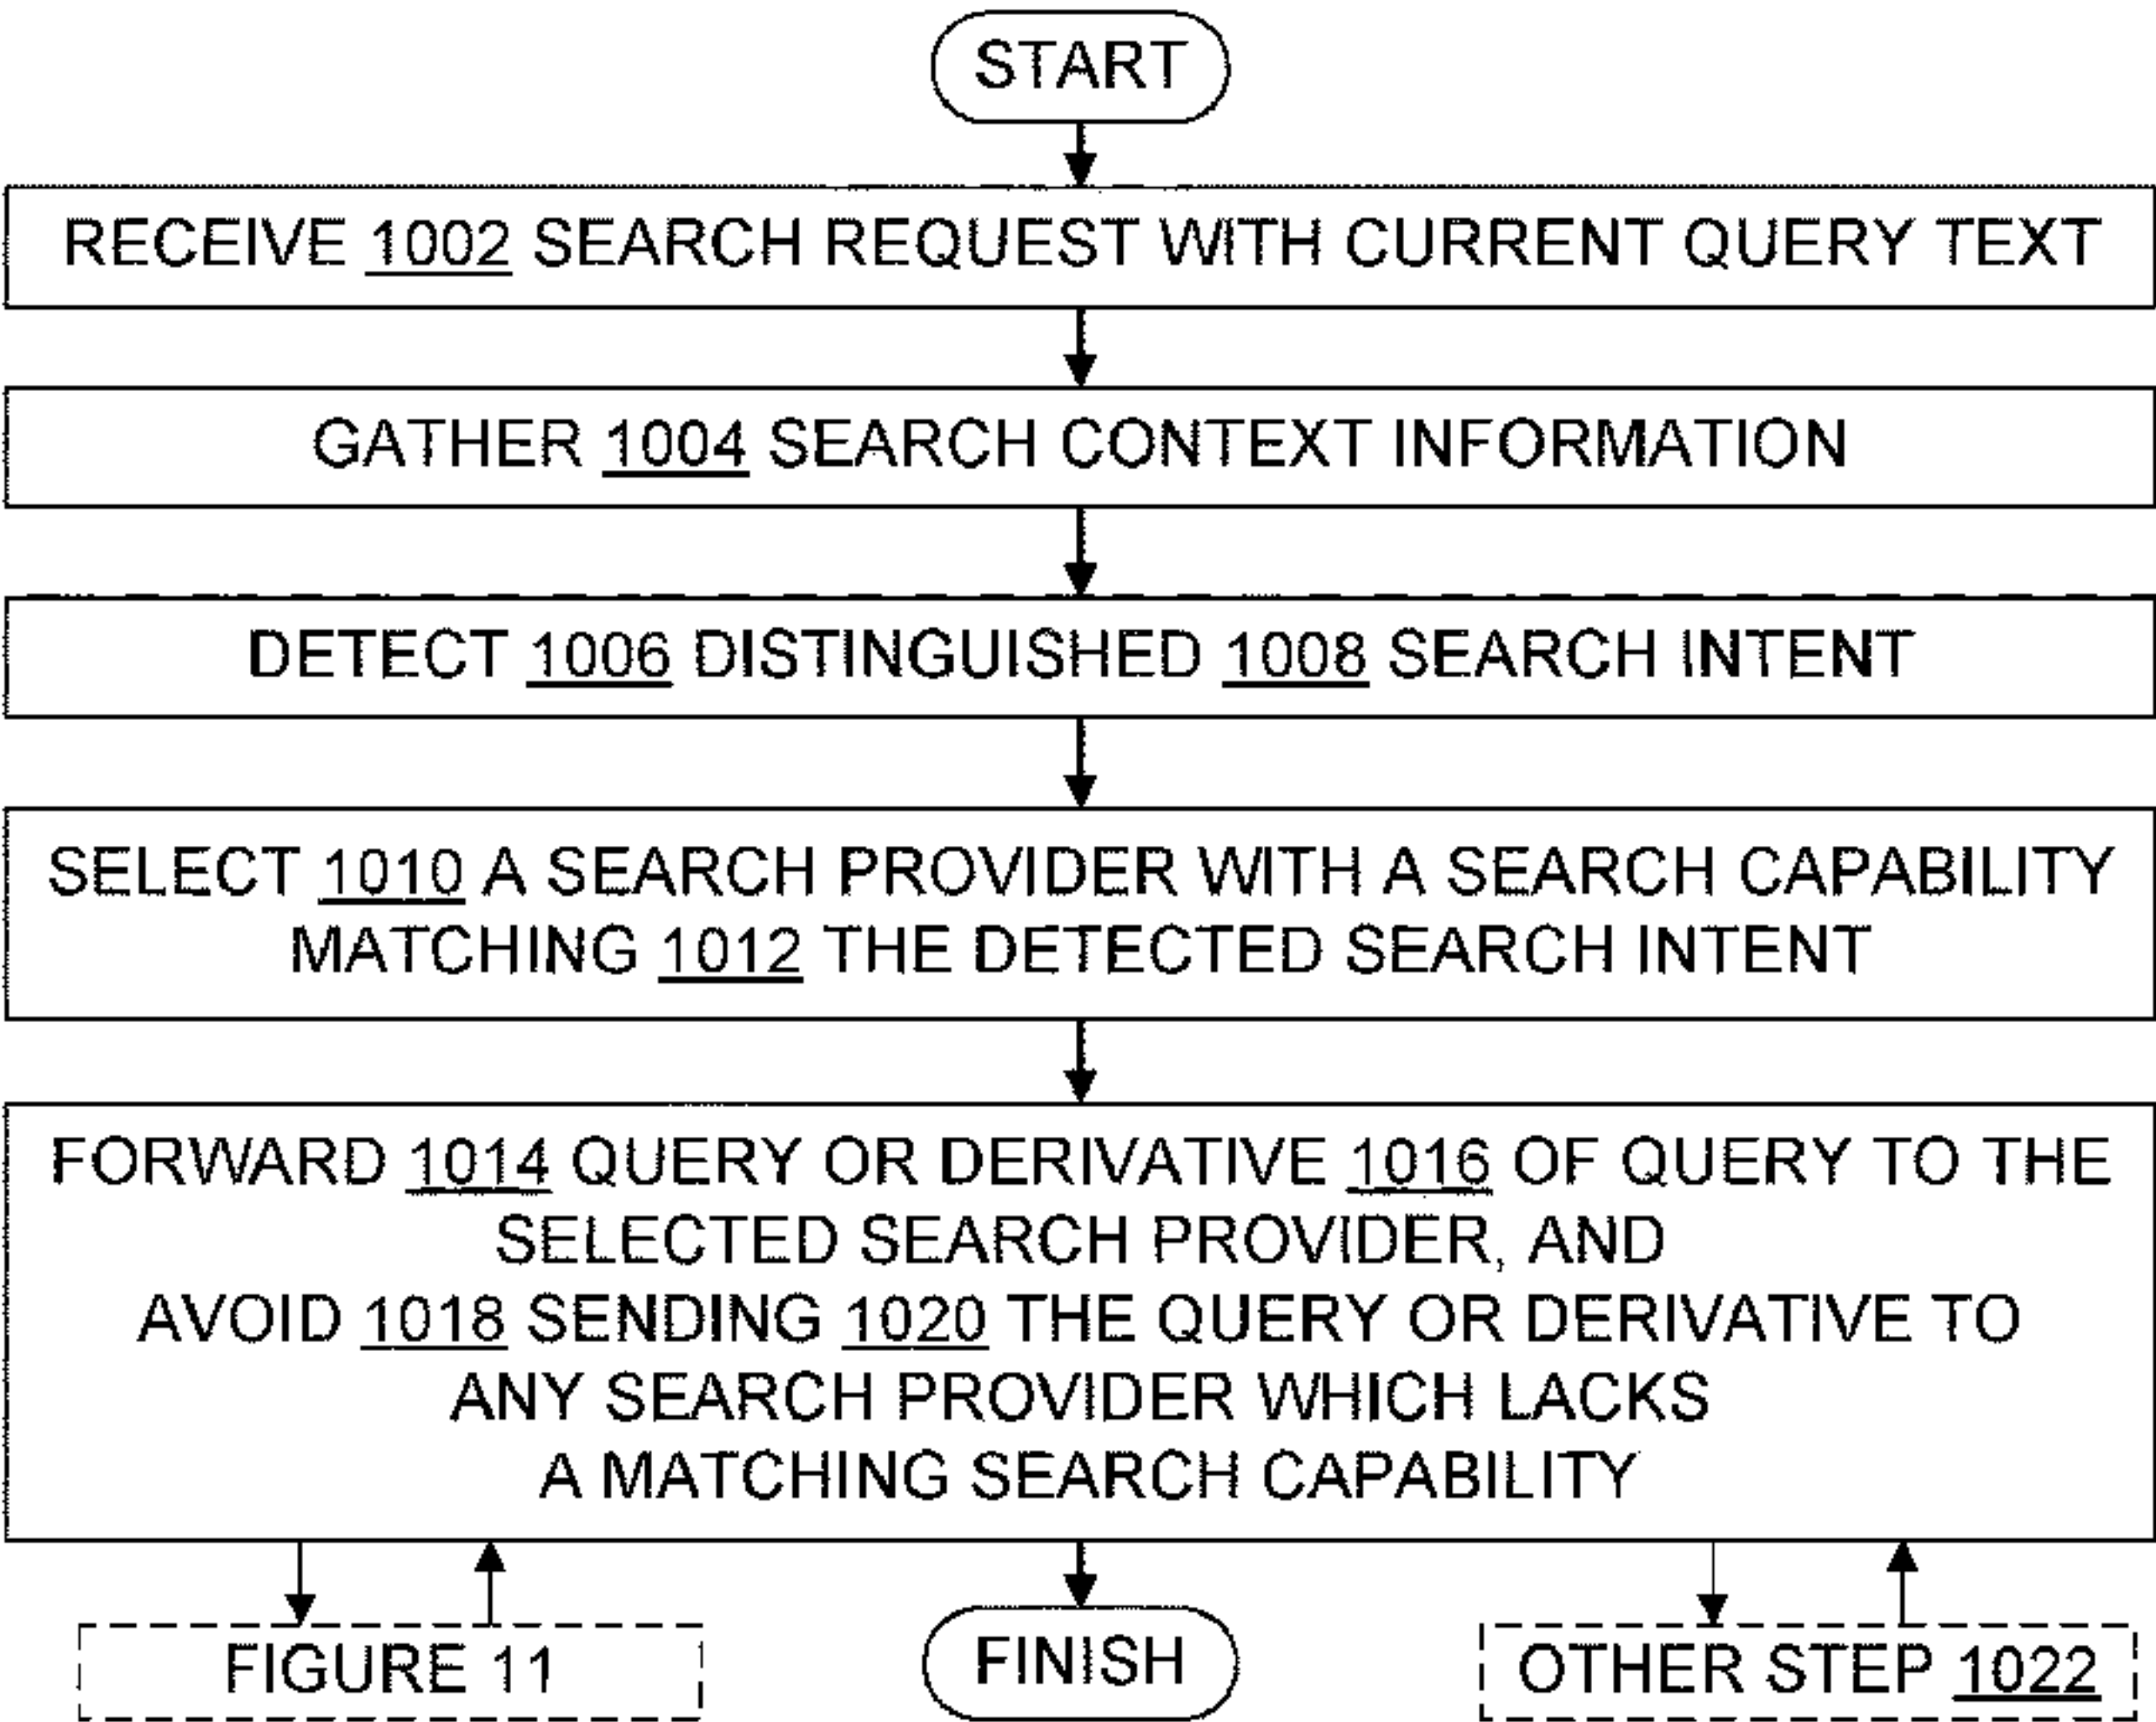 START
RECEIVE 1002 SEARCH REQUEST WITH CURRENT QUERY TEXT
GATHER 1004 SEARCH CONTEXT INFORMATION
DETECT 1006 DISTINGUISHED 1008 SEARCH INTENT
SELECT 1010 A SEARCH PROVIDER WITH A SEARCH CAPABILITY
MATCHING 1012 THE DETECTED SEARCH INTENT
FORWARD 1014 QUERY OR DERIVATIVE 1016 OF QUERY TO THE
SELECTED SEARCH PROVIDER, AND
AVOID 1018 SENDING 1020 THE QUERY OR DERIVATIVE TO
ANY SEARCH PROVIDER WHICH LACKS
A MATCHING SEARCH CAPABILITY
FIGURE 11
FINISH
OTHER STEP 1022